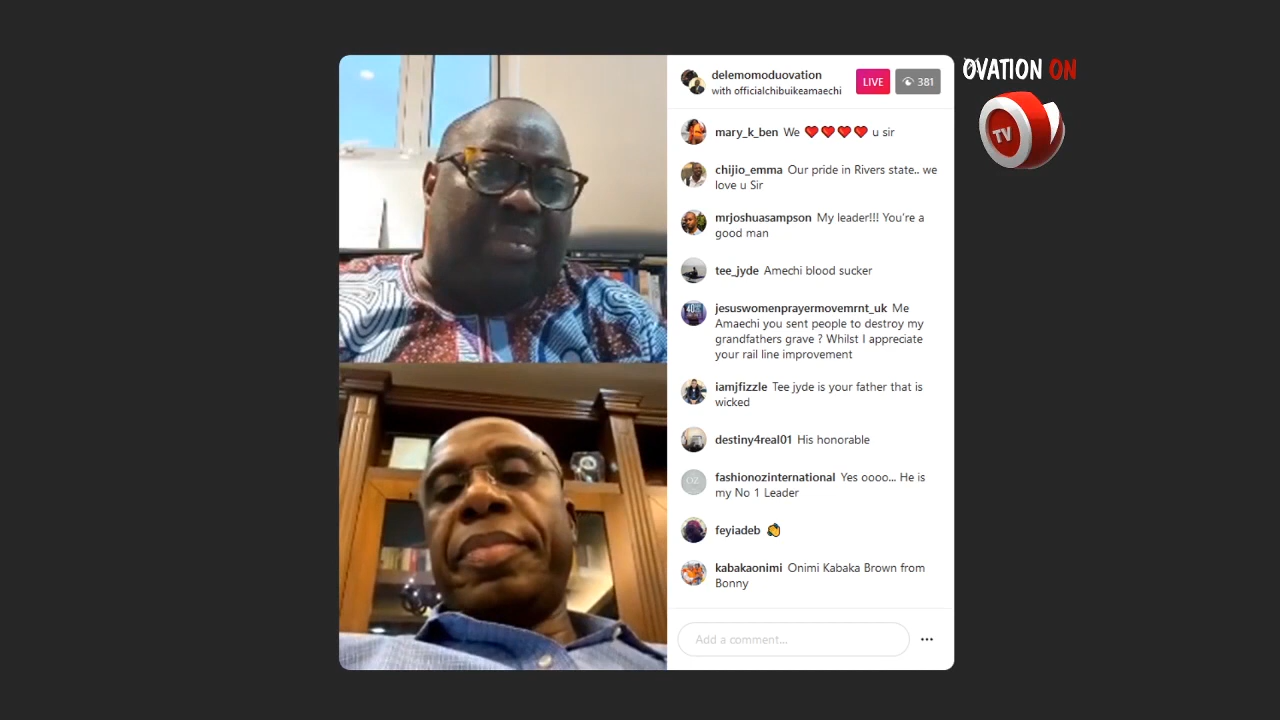 OVATION ON
TV
delemomoduovation
with officialchibuikeamaechi
LIVE
381
mary_k_ben We ❤❤❤❤ u sir
chijio_emma Our pride in Rivers state.. we
love u Sir
mrjoshuasampson My leader!!! You're a
good man
tee_jyde Amechi blood sucker
jesuswomenprayermovemrnt_uk Me
Amaechi you sent people to destroy my
grandfathers grave ? Whilst I appreciate
your rail line improvement
iamjfizzle Tee jyde is your father that is
wicked
destiny4real01 His honorable
OZ
fashionozinternational Yes oooo... He is
my No 1 Leader
feyiadeb 👏
kabakaonimi Onimi Kabaka Brown from
Bonny
Add a comment...